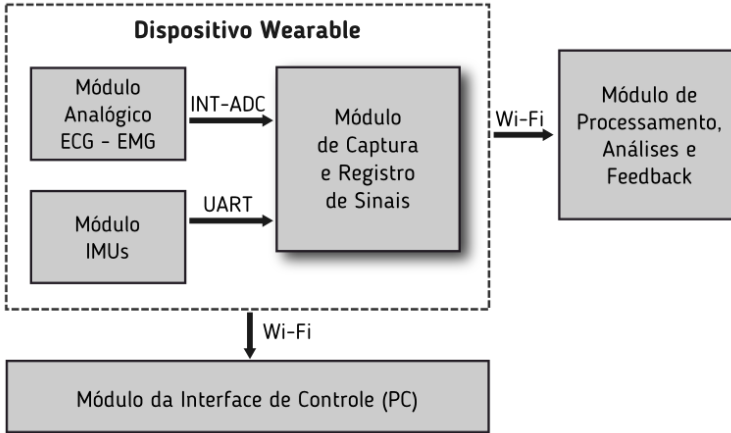 Dispositivo Wearable
Módulo
Analógico
ECG - EMG
INT-ADC
Módulo
de Captura
e Registro
de Sinais
Wi-Fi
Módulo de
Processamento,
Análises e
Feedback
Módulo
IMUs
UART
Wi-Fi
Módulo da Interface de Controle (PC)